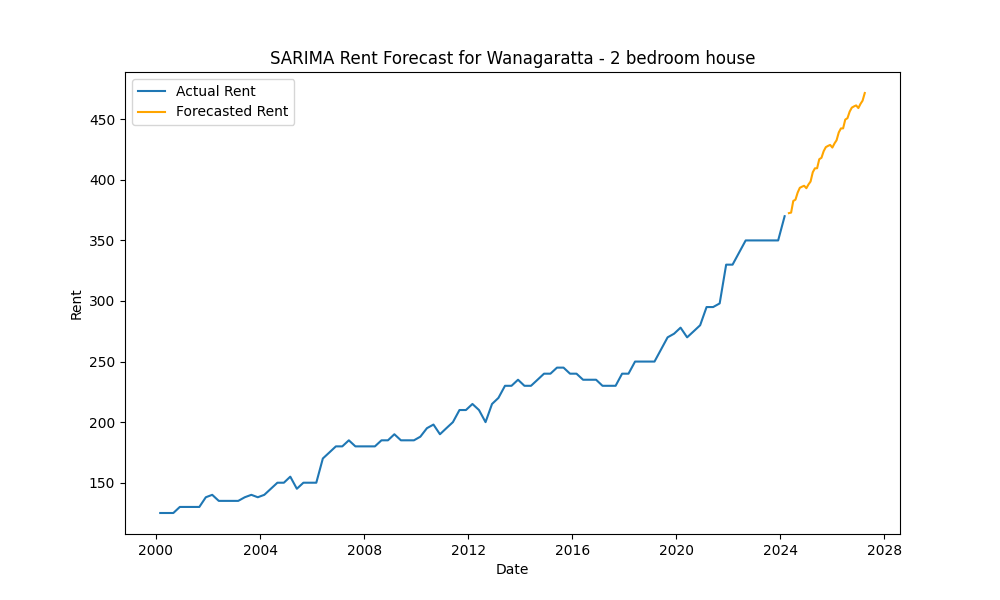 SARIMA Rent Forecast for Wanagaratta - 2 bedroom house
Actual Rent
Forecasted Rent
450
400
350
300
250
200
150
Rent
2000 2004 2008 2012 2016 2020 2024 2028
Date